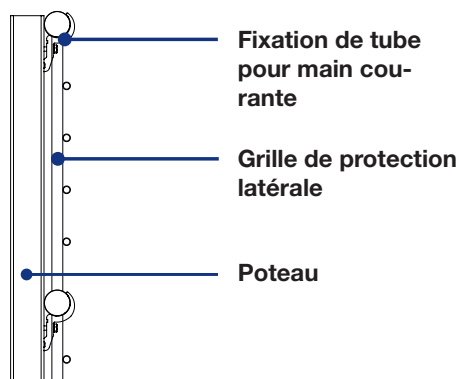 Fixation de tube
pour main cou-
rante
Grille de protection
latérale
Poteau